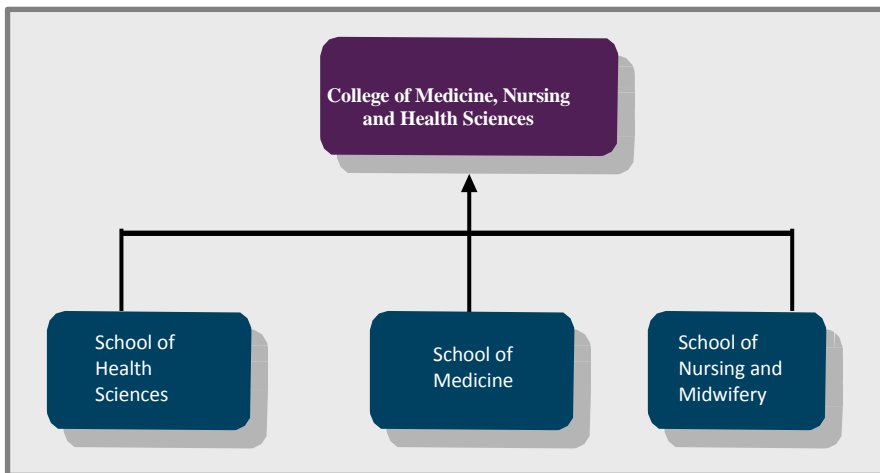 College of Medicine, Nursing
and Health Sciences
School of
Health
Sciences
School of
Medicine
School of
Nursing and
Midwifery